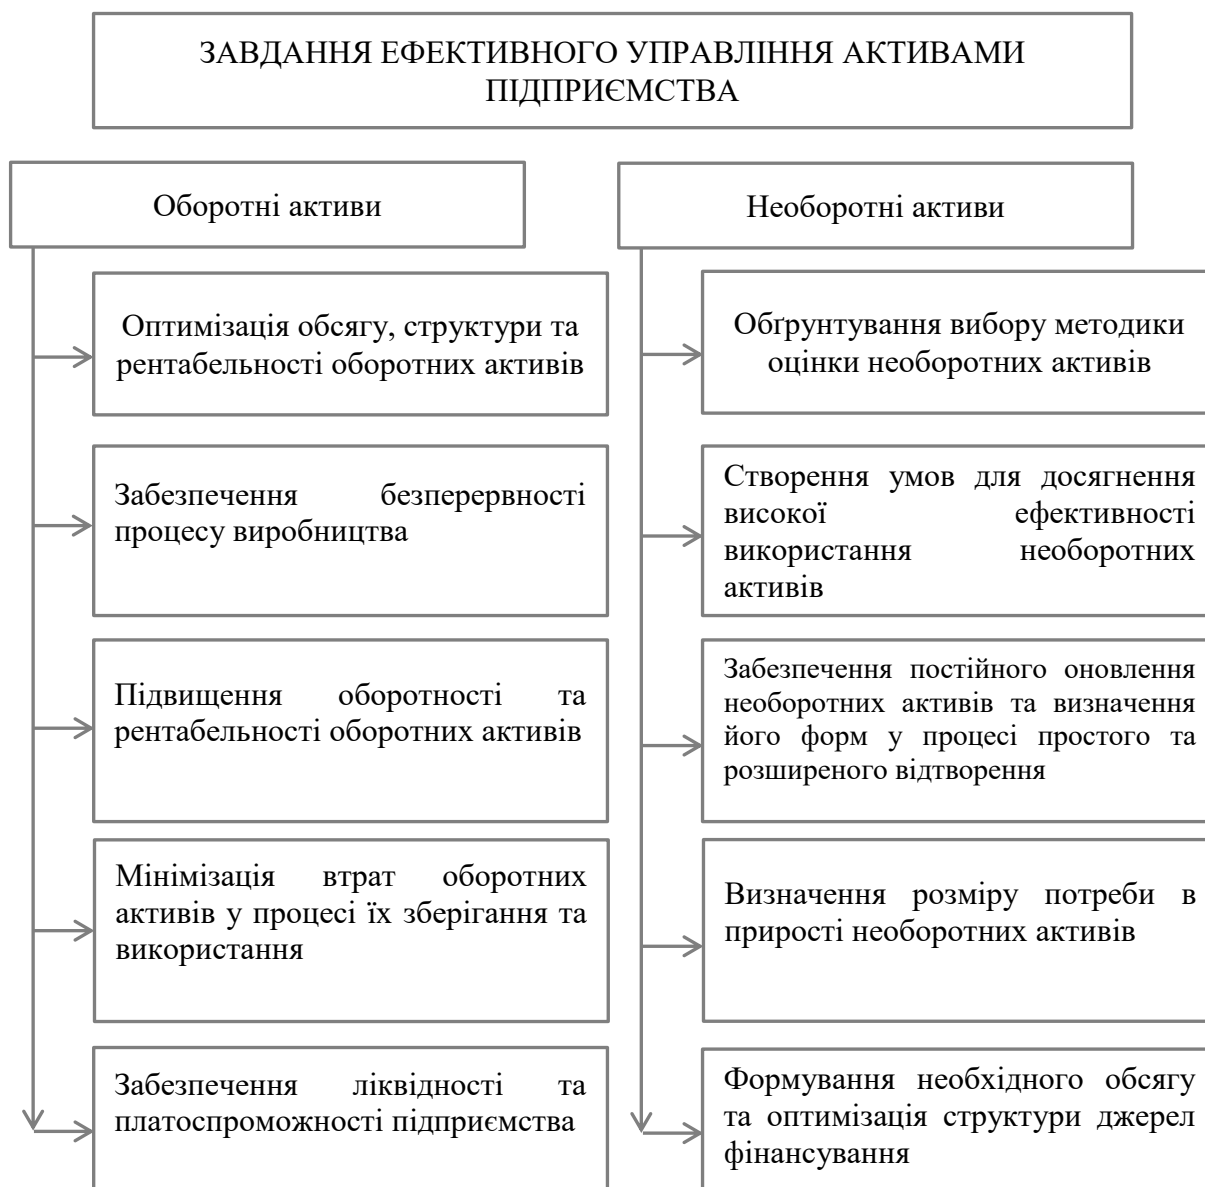 ЗАВДАННЯ ЕФЕКТИВНОГО УПРАВЛІННЯ АКТИВАМИ
ПІДПРИЄМСТВА
Оборотні активи
Оптимізація обсягу, структури та
рентабельності оборотних активів
Забезпечення безперервності
процесу виробництва
Підвищення оборотності та
рентабельності оборотних активів
Мінімізація втрат оборотних
активів у процесі їх зберігання та
використання
Забезпечення ліквідності та
платоспроможності підприємства
Необоротні активи
Обґрунтування вибору методики
оцінки необоротних активів
Створення умов для досягнення
високої ефективності
використання необоротних
активів
Забезпечення постійного оновлення
необоротних активів та визначення
його форм у процесі простого та
розширеного відтворення
Визначення розміру потреби в
прирості необоротних активів
Формування необхідного обсягу
та оптимізація структури джерел
фінансування